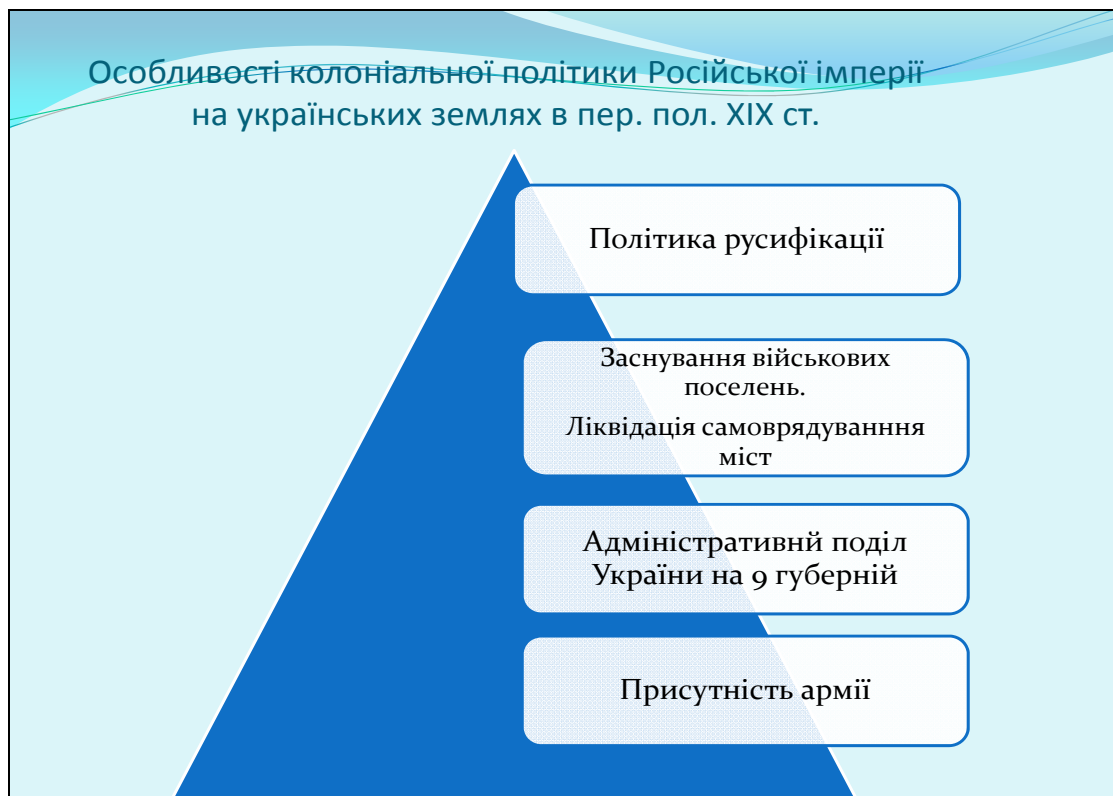 Особливості колоніальної політики Російської імперії
на українських землях в пер. пол. ХІХ ст.
Політика русифікації
Заснування військових
поселень.
Ліквідація самоврядуванння
міст
Адміністративнй поділ
України на 9 губерній
Присутність армії